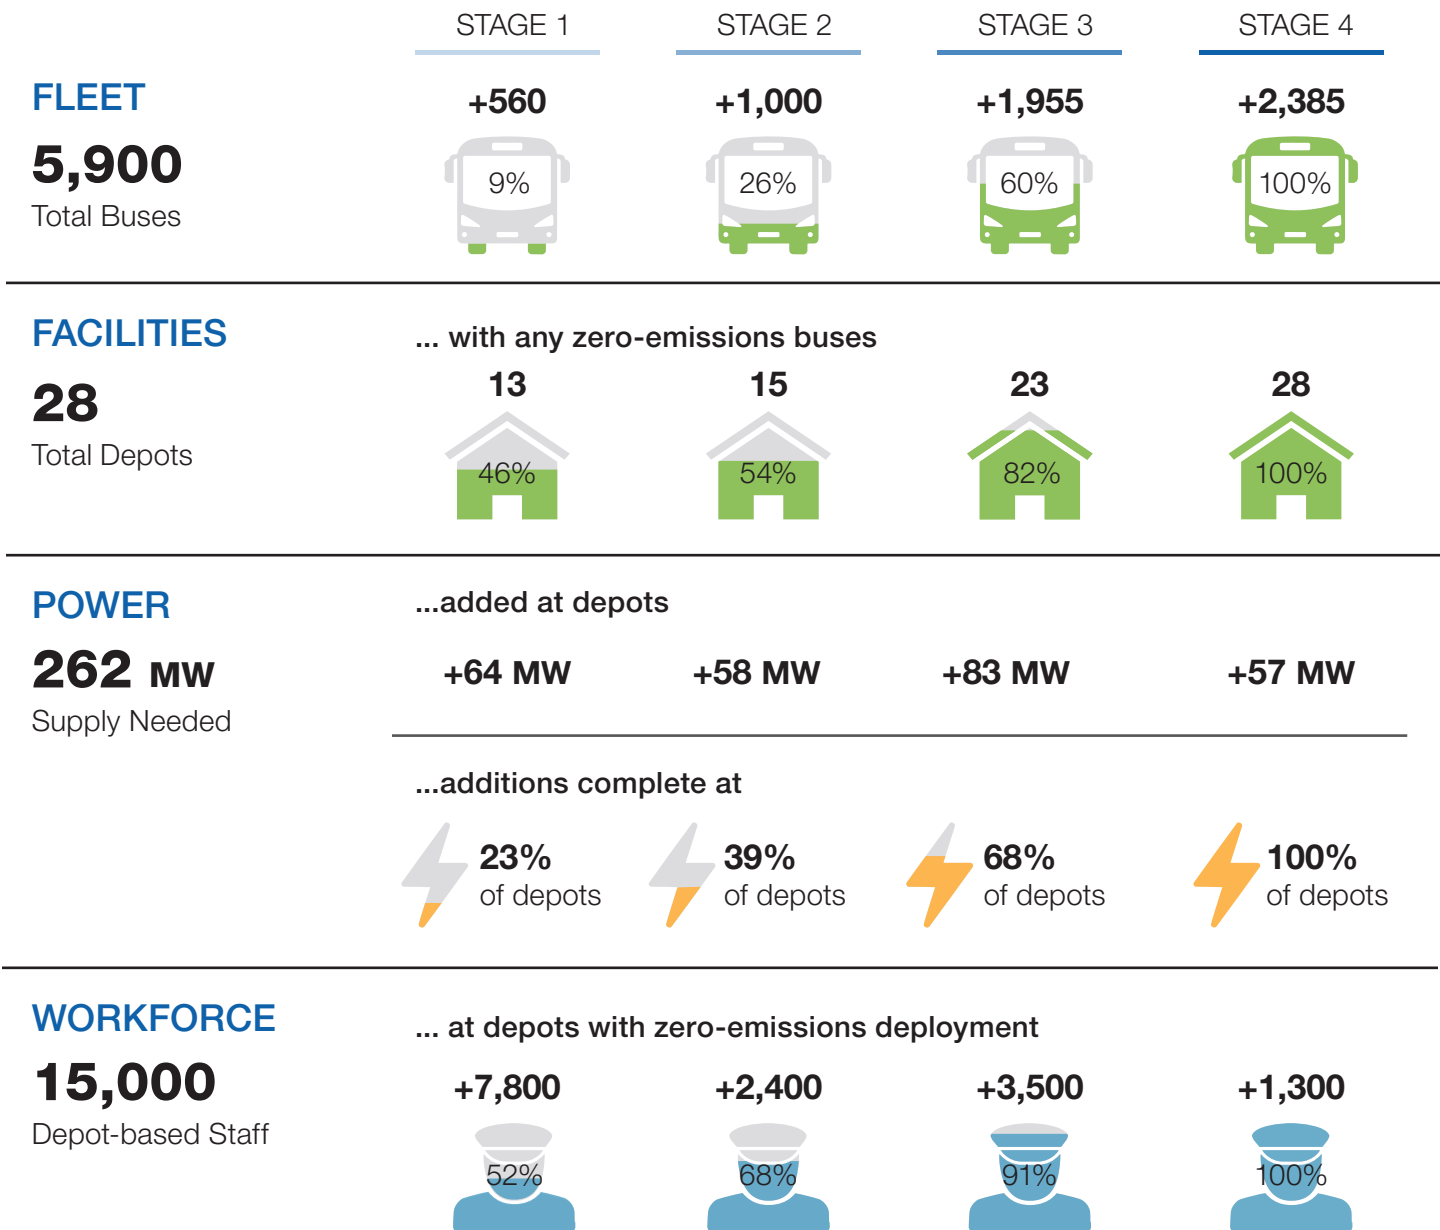 STAGE 1 STAGE 2 STAGE 3 STAGE 4
FLEET
5,900
Total Buses
+560 +1,000 +1,955 +2,385
9% 26% 60% 100%
FACILITIES
28
Total Depots
... with any zero-emissions buses
13 15 23 28
46% 54% 82% 100%
POWER
262 MW
Supply Needed
...added at depots
+64 MW +58 MW +83 MW +57 MW
...additions complete at
23% 39% 68% 100%
of depots of depots of depots of depots
WORKFORCE
15,000
Depot-based Staff
... at depots with zero-emissions deployment
+7,800 +2,400 +3,500 +1,300
52% 68% 91% 100%